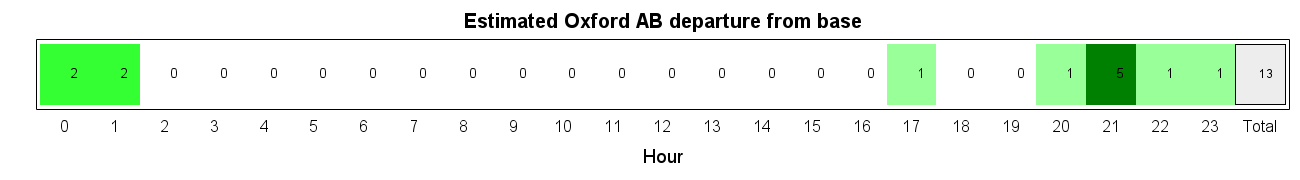 Estimated Oxford AB departure from base
2 2 0 0 0 0 0 0 0 0 0 0 0 0 0 0 0 1 0 0 1 5 1 1 13
0 1 2 3 4 5 6 7 8 9 10 11 12 13 14 15 16 17 18 19 20 21 22 23 Total
Hour